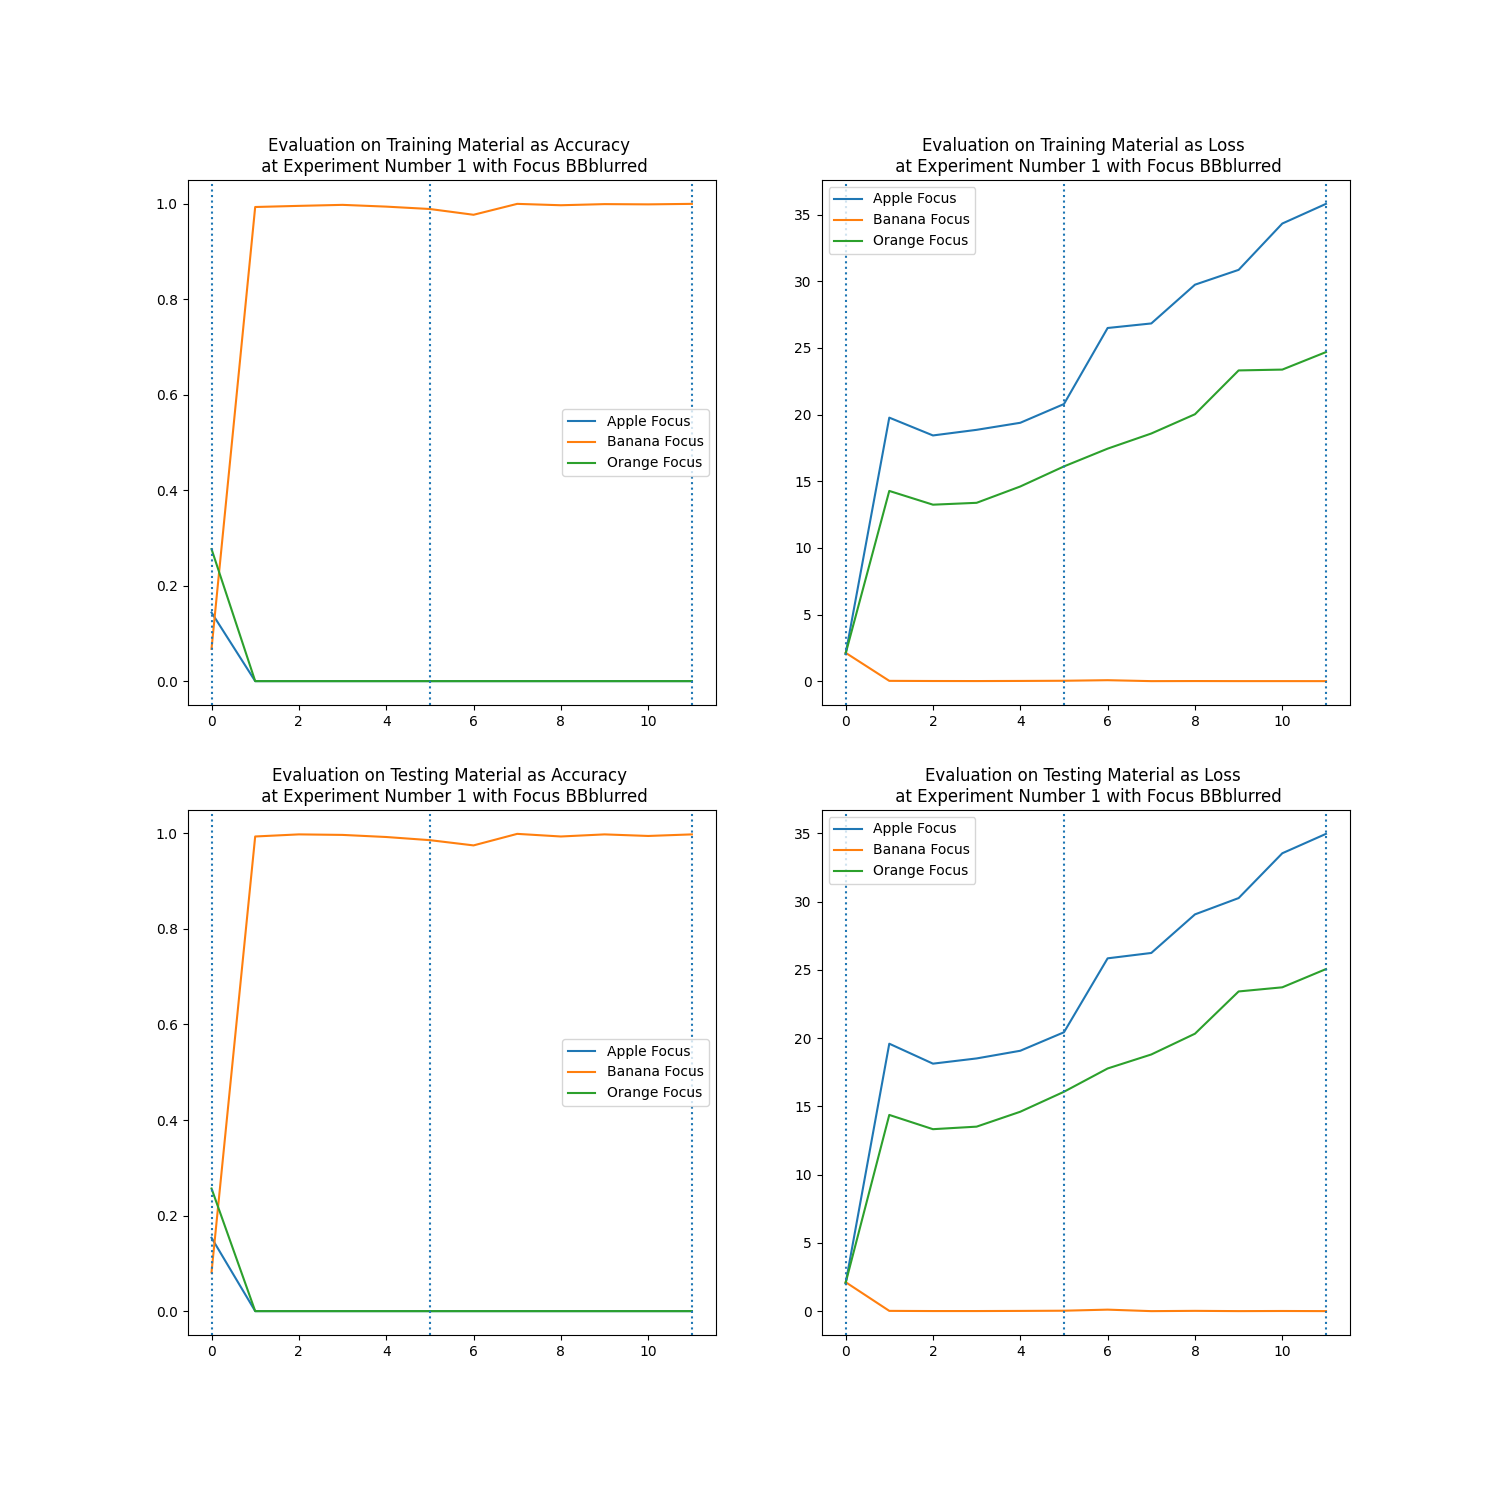 Evaluation on Training Material as Accuracy
at Experiment Number 1 with Focus BBblurred
1.0
0.8
0.6
0.4
0.2
0.0
Apple Focus
Banana Focus
Orange Focus
0 2 4 6 8 10
Evaluation on Training Material as Loss
at Experiment Number 1 with Focus BBblurred
Apple Focus
Banana Focus
Orange Focus
35
30
25
20
15
10
5
0
0 2 4 6 8 10
Evaluation on Testing Material as Accuracy
at Experiment Number 1 with Focus BBblurred
1.0
0.8
0.6
0.4
0.2
0.0
Apple Focus
Banana Focus
Orange Focus
0 2 4 6 8 10
Evaluation on Testing Material as Loss
at Experiment Number 1 with Focus BBblurred
Apple Focus
Banana Focus
Orange Focus
35
30
25
20
15
10
5
0
0 2 4 6 8 10